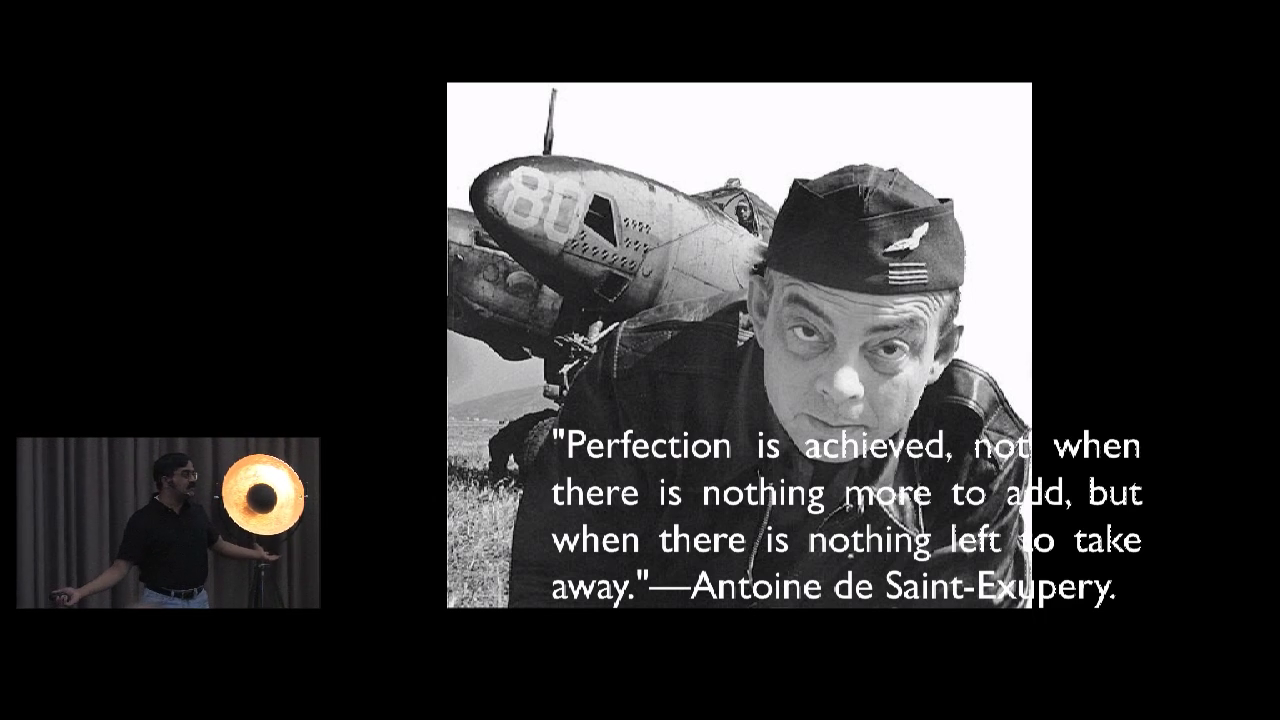 80
"Perfection is achieved, not when
there is nothing more to add, but
when there is nothing left to take
away."—Antoine de Saint-Exupery.